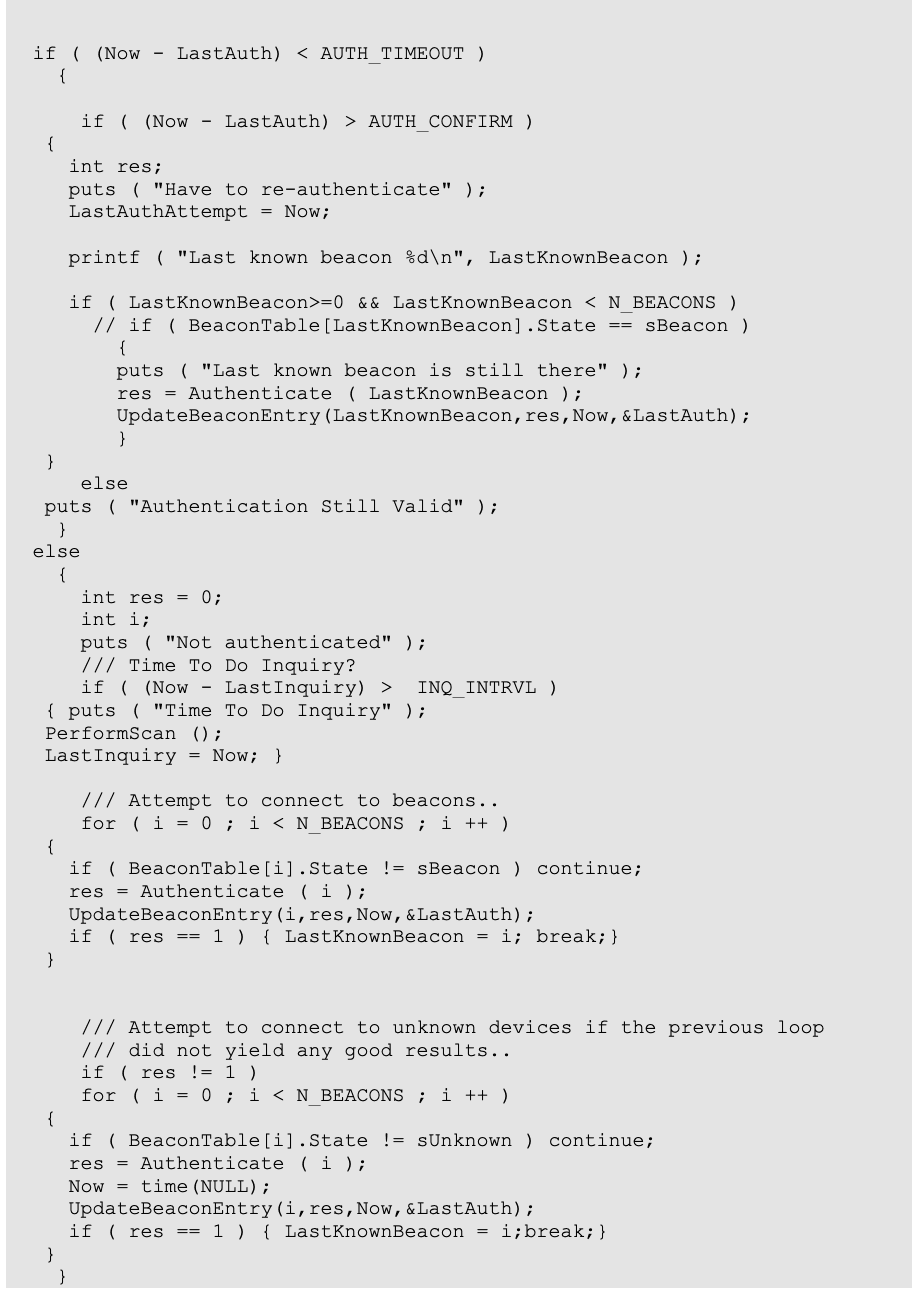 if ( (Now - LastAuth) < AUTH_TIMEOUT )
{
if ( (Now - LastAuth) > AUTH_CONFIRM )
{
int res;
puts ( "Have to re-authenticate" );
LastAuthAttempt = Now;
printf ( "Last known beacon %d\n", LastKnownBeacon );
if ( LastKnownBeacon>=0 && LastKnownBeacon < N_BEACONS )
// if ( BeaconTable[LastKnownBeacon].State == sBeacon )
{
puts ( "Last known beacon is still there" );
res = Authenticate ( LastKnownBeacon );
UpdateBeaconEntry(LastKnownBeacon,res,Now,&LastAuth);
}
}
else
puts ( "Authentication Still Valid" );
}
else
{
int res = 0;
int i;
puts ( "Not authenticated" );
/// Time To Do Inquiry?
if ( (Now - LastInquiry) >  INQ_INTRVL )
{ puts ( "Time To Do Inquiry" );
PerformScan ();
LastInquiry = Now; }
/// Attempt to connect to beacons..
for ( i = 0 ; i < N_BEACONS ; i ++ )
{
if ( BeaconTable[i].State != sBeacon ) continue;
res = Authenticate ( i );
UpdateBeaconEntry(i,res,Now,&LastAuth);
if ( res == 1 ) { LastKnownBeacon = i; break;}
}
/// Attempt to connect to unknown devices if the previous loop
/// did not yield any good results..
if ( res != 1 )
for ( i = 0 ; i < N_BEACONS ; i ++ )
{
if ( BeaconTable[i].State != sUnknown ) continue;
res = Authenticate ( i );
Now = time(NULL);
UpdateBeaconEntry(i,res,Now,&LastAuth);
if ( res == 1 ) { LastKnownBeacon = i;break;}
}
}